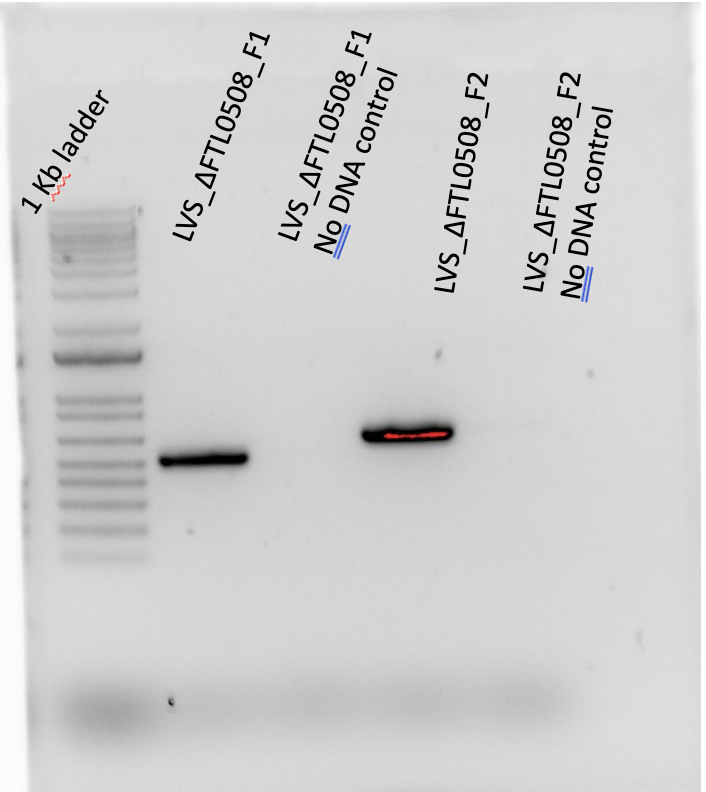 1 Kb ladder
LVS_ΔFTL0508_F1
LVS_ΔFTL0508_F1
No DNA control
LVS_ΔFTL0508_F2
LVS_ΔFTL0508_F2
No DNA control